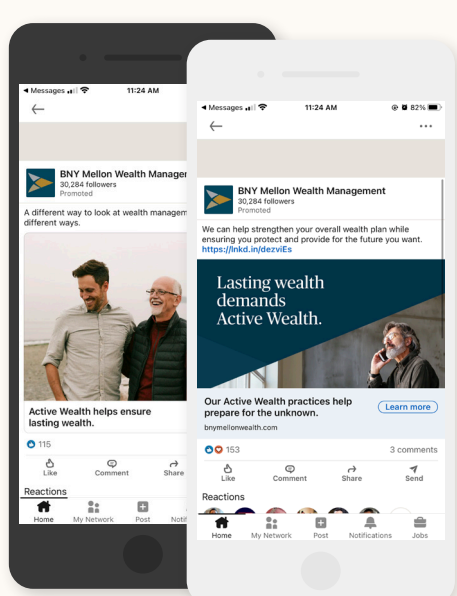 Messages
11:24 AM
BNY Mellon Wealth Manager
30,284 followers
Promoted
A different way to look at wealth managem
different ways.
Active Wealth helps ensure
lasting wealth.
115
Like
Comment
Share
Reactions
Home
My Network
Post
Notif
Messages
11:24 AM
82%
BNY Mellon Wealth Management
30,284 followers
Promoted
We can help strengthen your overall wealth plan while
ensuring you protect and provide for the future you want.
https://lnkd.in/dezviEs
Lasting wealth
demands
Active Wealth.
Our Active Wealth practices help
prepare for the unknown.
Learn more
bnymellonwealth.com
153
3 comments
Like
Comment
Share
Send
Reactions
Home
My Network
Post
Notifications
Jobs